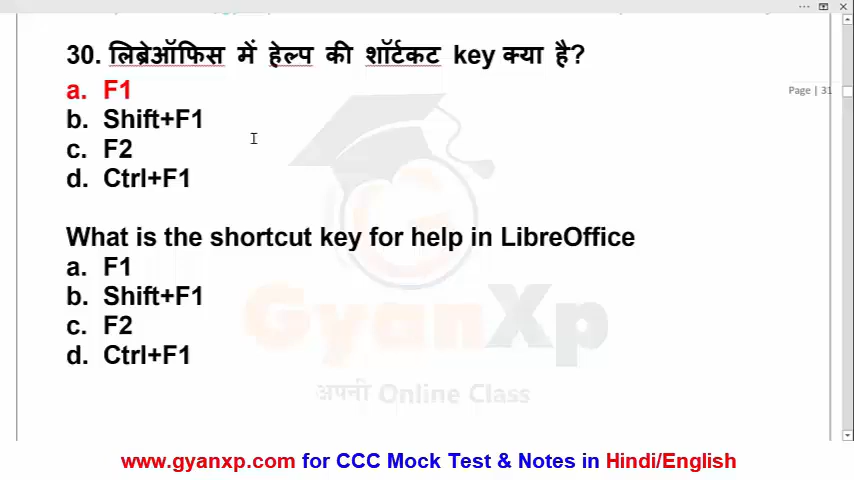 30. लिब्रेऑफिस में हेल्प की शॉर्टकट key क्या है?
a. F1
Page | 31
b. Shift+F1
c. F2
d. Ctrl+F1
What is the shortcut key for help in LibreOffice
a. F1
b. Shift+F1
c. F2
d. Ctrl+F1
GyanXp
अपनी Online Class
www.gyanxp.com for CCC Mock Test & Notes in Hindi/English